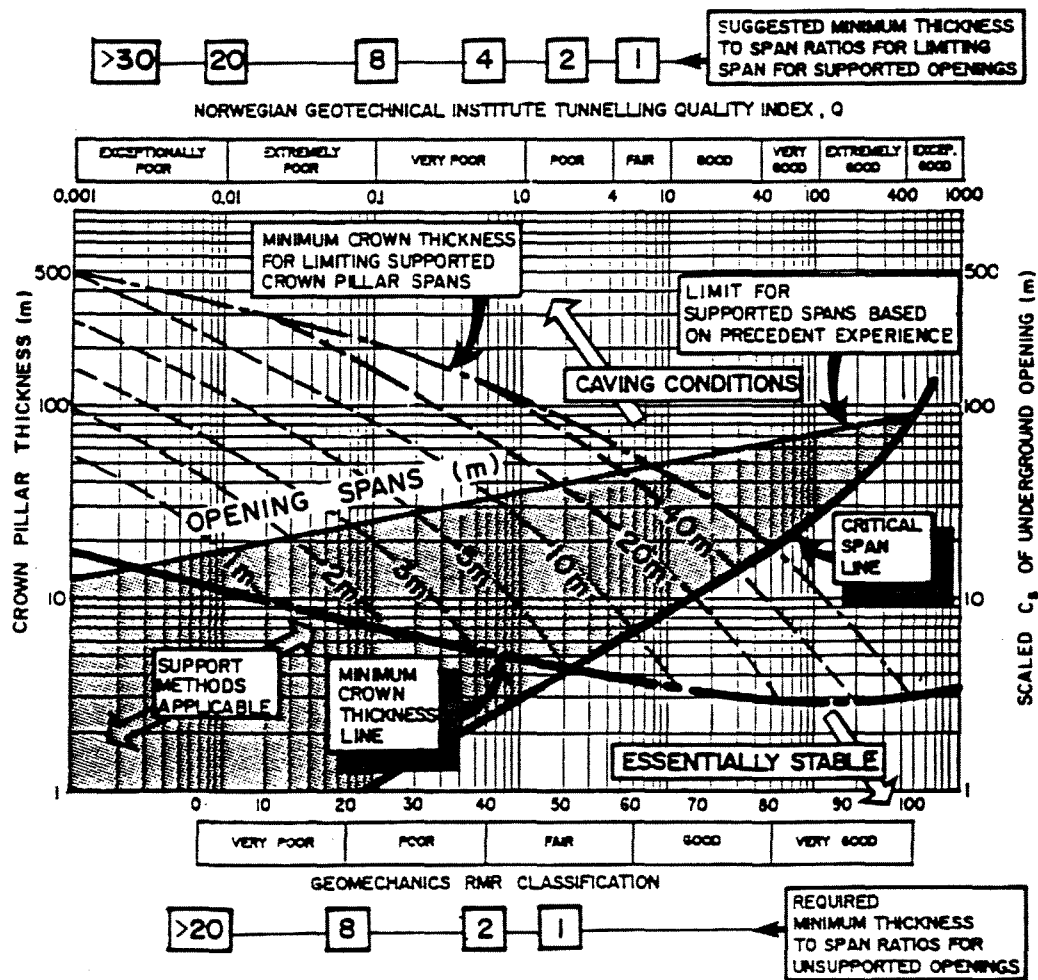 SUGGESTED MINIMUM THICKNESS
TO SPAN RATIOS FOR LIMITING
SPAN FOR SUPPORTED OPENINGS
>30 20 8 4 2 1
NORWEGIAN GEOTECHNICAL INSTITUTE TUNNELLING QUALITY INDEX, Q
EXCEPTIONALLY POOR
EXTREMELY POOR
VERY POOR
POOR
FAIR
GOOD
VERY GOOD
EXTREMELY GOOD
EXCEP. GOOD
0.001 0.01 0.1 1.0 4 10 40 100 400 1000
MINIMUM CROWN THICKNESS
FOR LIMITING SUPPORTED
CROWN PILLAR SPANS
LIMIT FOR
SUPPORTED SPANS BASED
ON PRECEDENT EXPERIENCE
CAVING CONDITIONS
CROWN PILLAR THICKNESS (m)
500
100
10
1
SCALED Cs OF UNDERGROUND OPENING (m)
500
100
10
1
OPENING SPANS (m)
1m 2m 3m 5m 10m 20m 40m
CRITICAL
SPAN
LINE
SUPPORT
METHODS
APPLICABLE
MINIMUM
CROWN
THICKNESS
LINE
ESSENTIALLY STABLE
0 10 20 30 40 50 60 70 80 90 100
VERY POOR
POOR
FAIR
GOOD
VERY GOOD
GEOMECHANICS RMR CLASSIFICATION
>20 8 2 1
REQUIRED
MINIMUM THICKNESS
TO SPAN RATIOS FOR
UNSUPPORTED OPENINGS